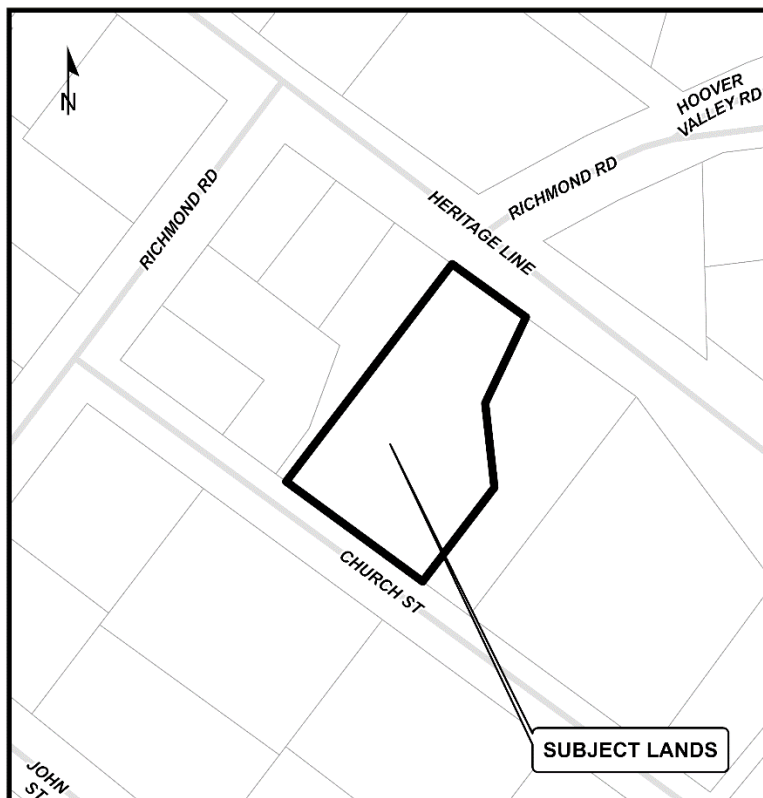 N
HOOVER
VALLEY RD
RICHMOND RD
RICHMOND RD
HERITAGE LINE
CHURCH ST
SUBJECT LANDS
JOHN
ST